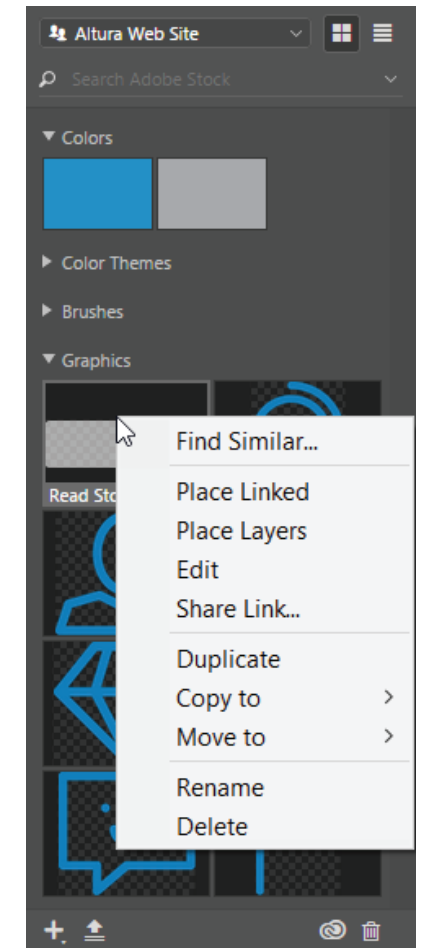 Altura Web Site
Search Adobe Stock
Colors
Color Themes
Brushes
Graphics
Read Sto
Find Similar...
Place Linked
Place Layers
Edit
Share Link...
Duplicate
Copy to
Move to
Rename
Delete